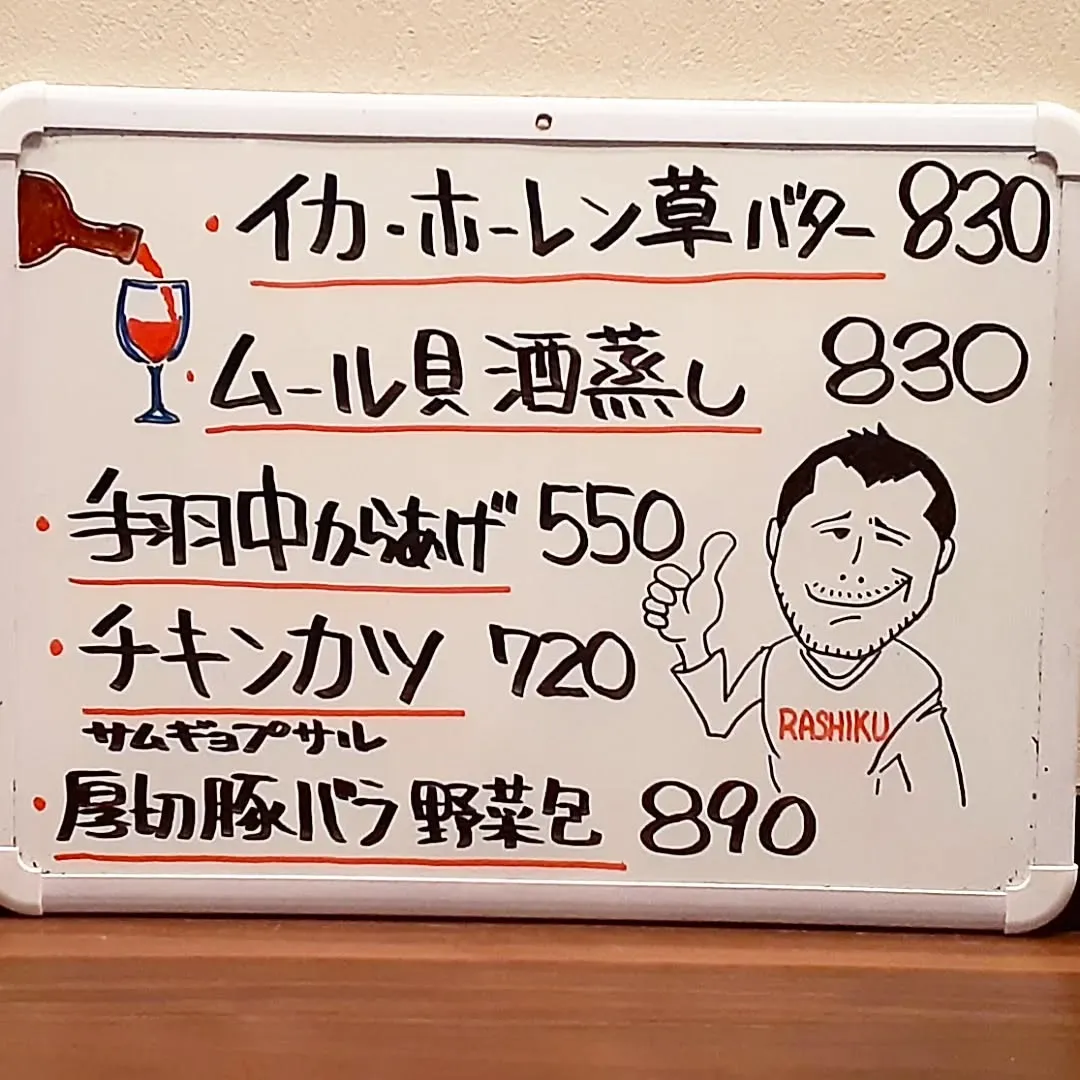 ・イカ・ホーレン草バター 830
・ムール貝酒蒸し 830
・手羽中からあげ 550
・チキンカツ 720
サムギョプサル
・厚切豚バラ野菜包 890
RASHIKU